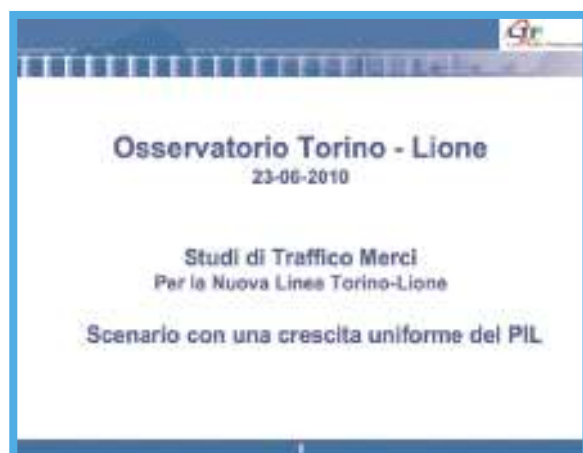 Osservatorio Torino - Lione
23-06-2010
Studi di Traffico Merci
Per la Nuova Linea Torino-Lione
Scenario con una crescita uniforme del PIL